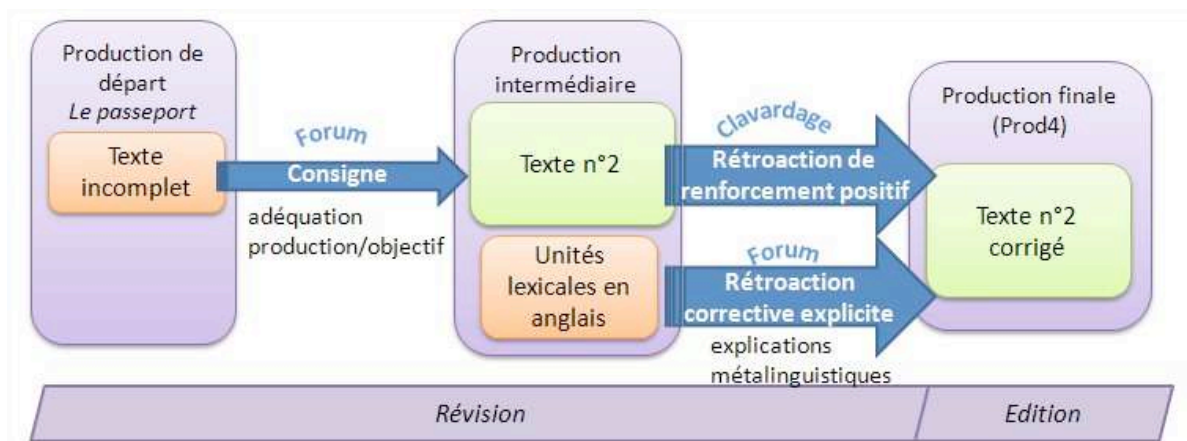 Production de
départ
Le passeport
Texte
incomplet
Forum
Consigne
adéquation
production/objectif
Production
intermédiaire
Texte n°2
Unités
lexicales en
anglais
Clavardage
Rétroaction de
renforcement positif
Forum
Rétroaction
corrective explicite
explications
métalinguistiques
Production finale
(Prod4)
Texte n°2
corrigé
Révision
Edition